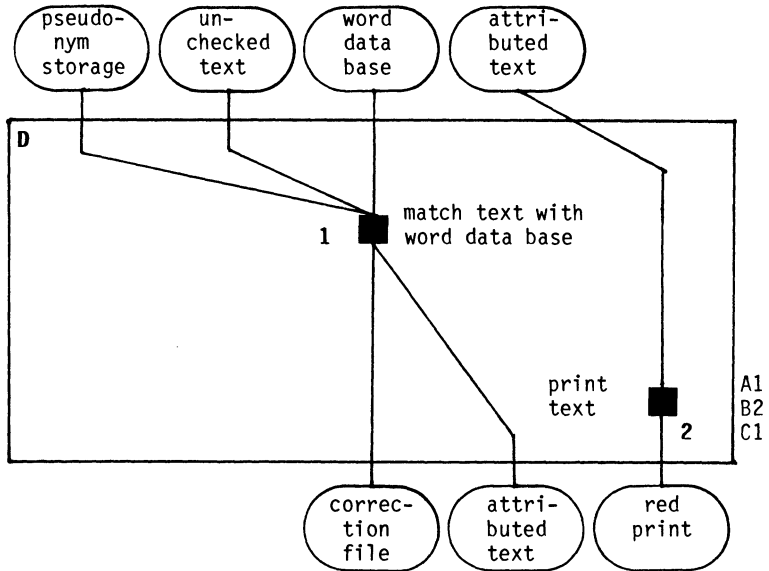 pseudo-
nym
storage
un-
checked
text
word
data
base
attri-
buted
text
D
match text with
1 word data base
print
text
2
A1
B2
C1
correc-
tion
file
attri-
buted
text
red
print